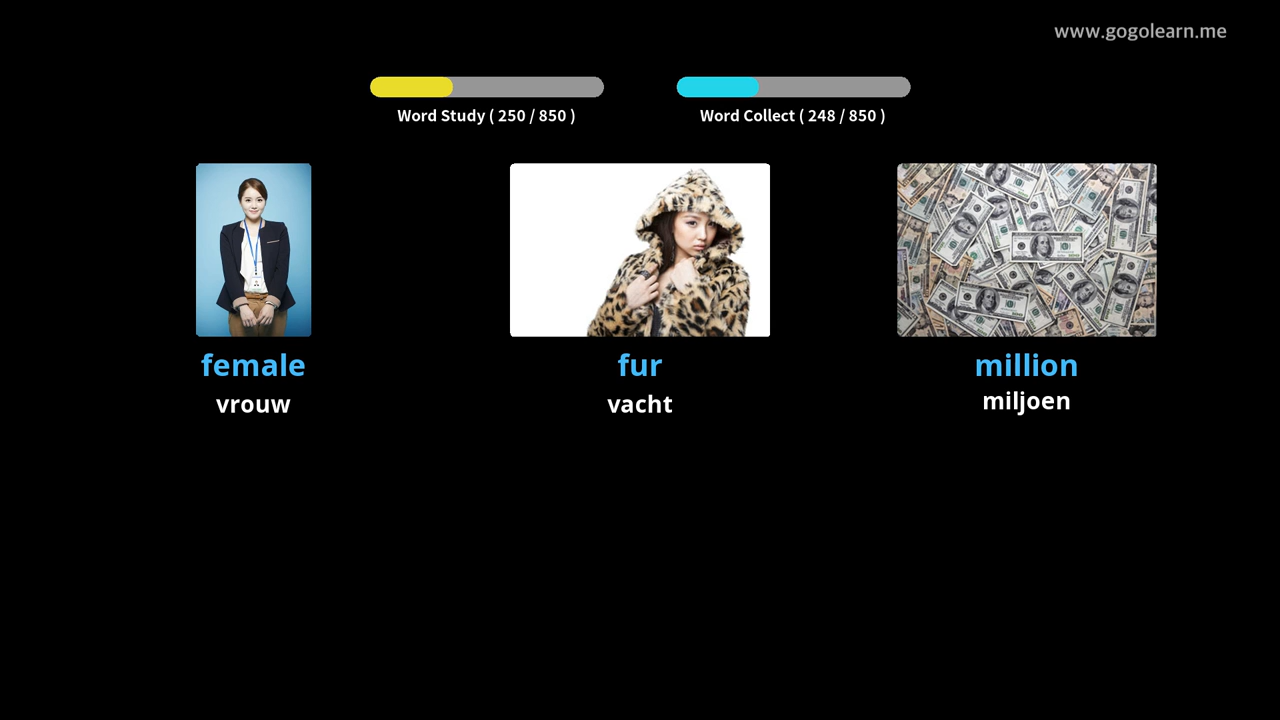 www.gogolearn.me
Word Study ( 250 / 850 )
Word Collect ( 248 / 850 )
female
fur
million
vrouw
vacht
miljoen